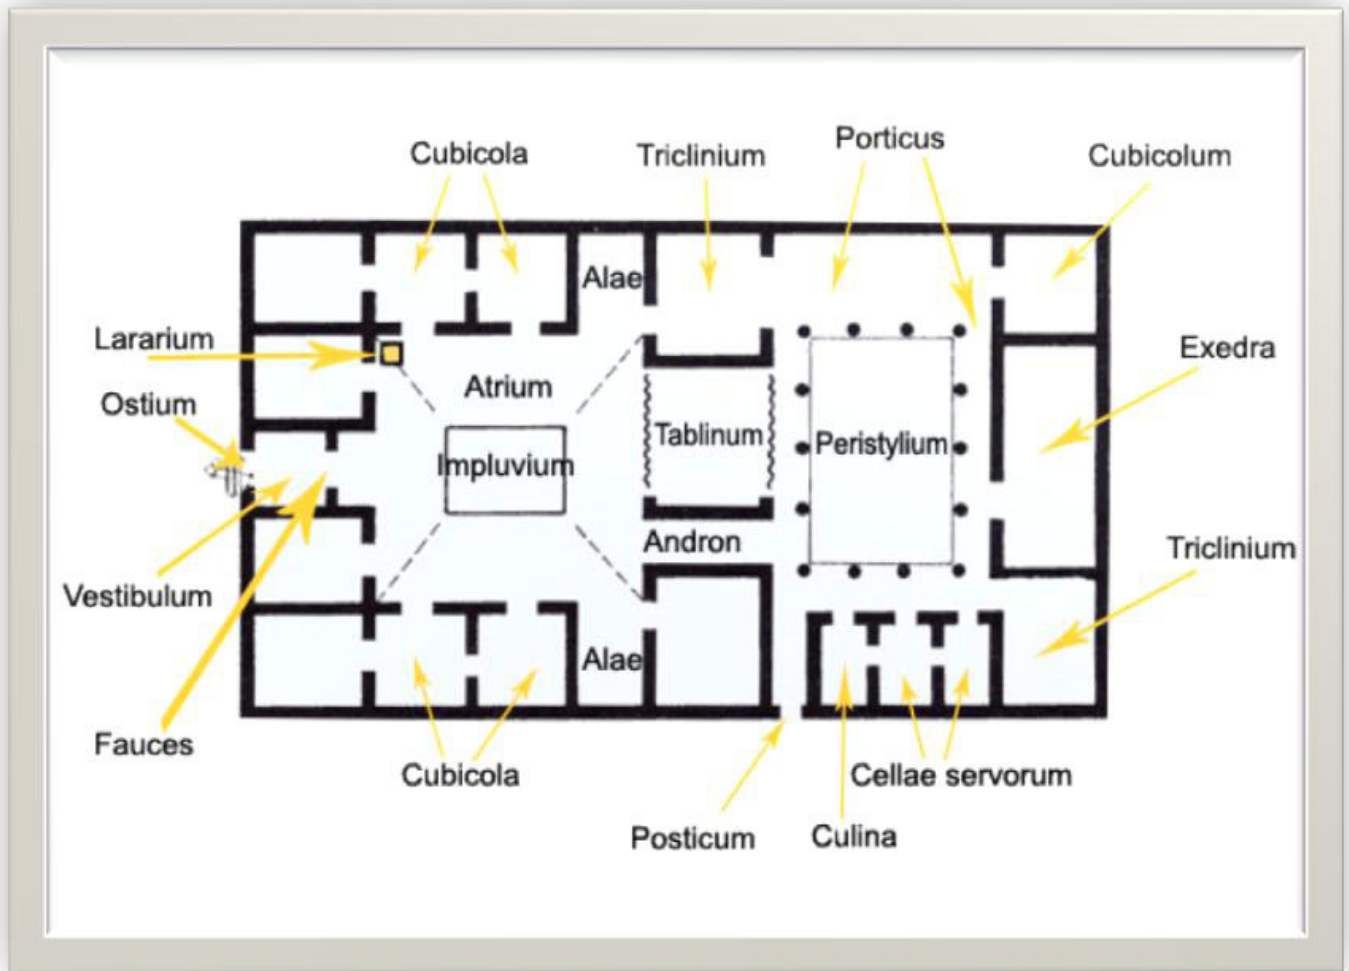 Cubicola
Triclinium
Porticus
Cubicolum
Alae
Lararium
Exedra
Ostium
Atrium
Tablinum
Peristylium
Impluvium
Andron
Triclinium
Vestibulum
Alae
Fauces
Cubicola
Cellae servorum
Posticum
Culina